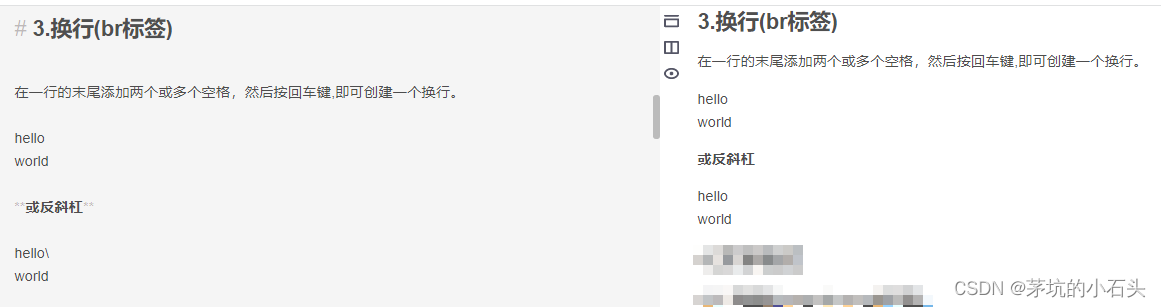 # 3.换行(br标签)
在一行的末尾添加两个或多个空格，然后按回车键,即可创建一个换行。
hello
world
**或反斜杠**
hello\
world
3.换行(br标签)
在一行的末尾添加两个或多个空格，然后按回车键,即可创建一个换行。
hello
world
或反斜杠
hello
world
CSDN @茅坑的小石头